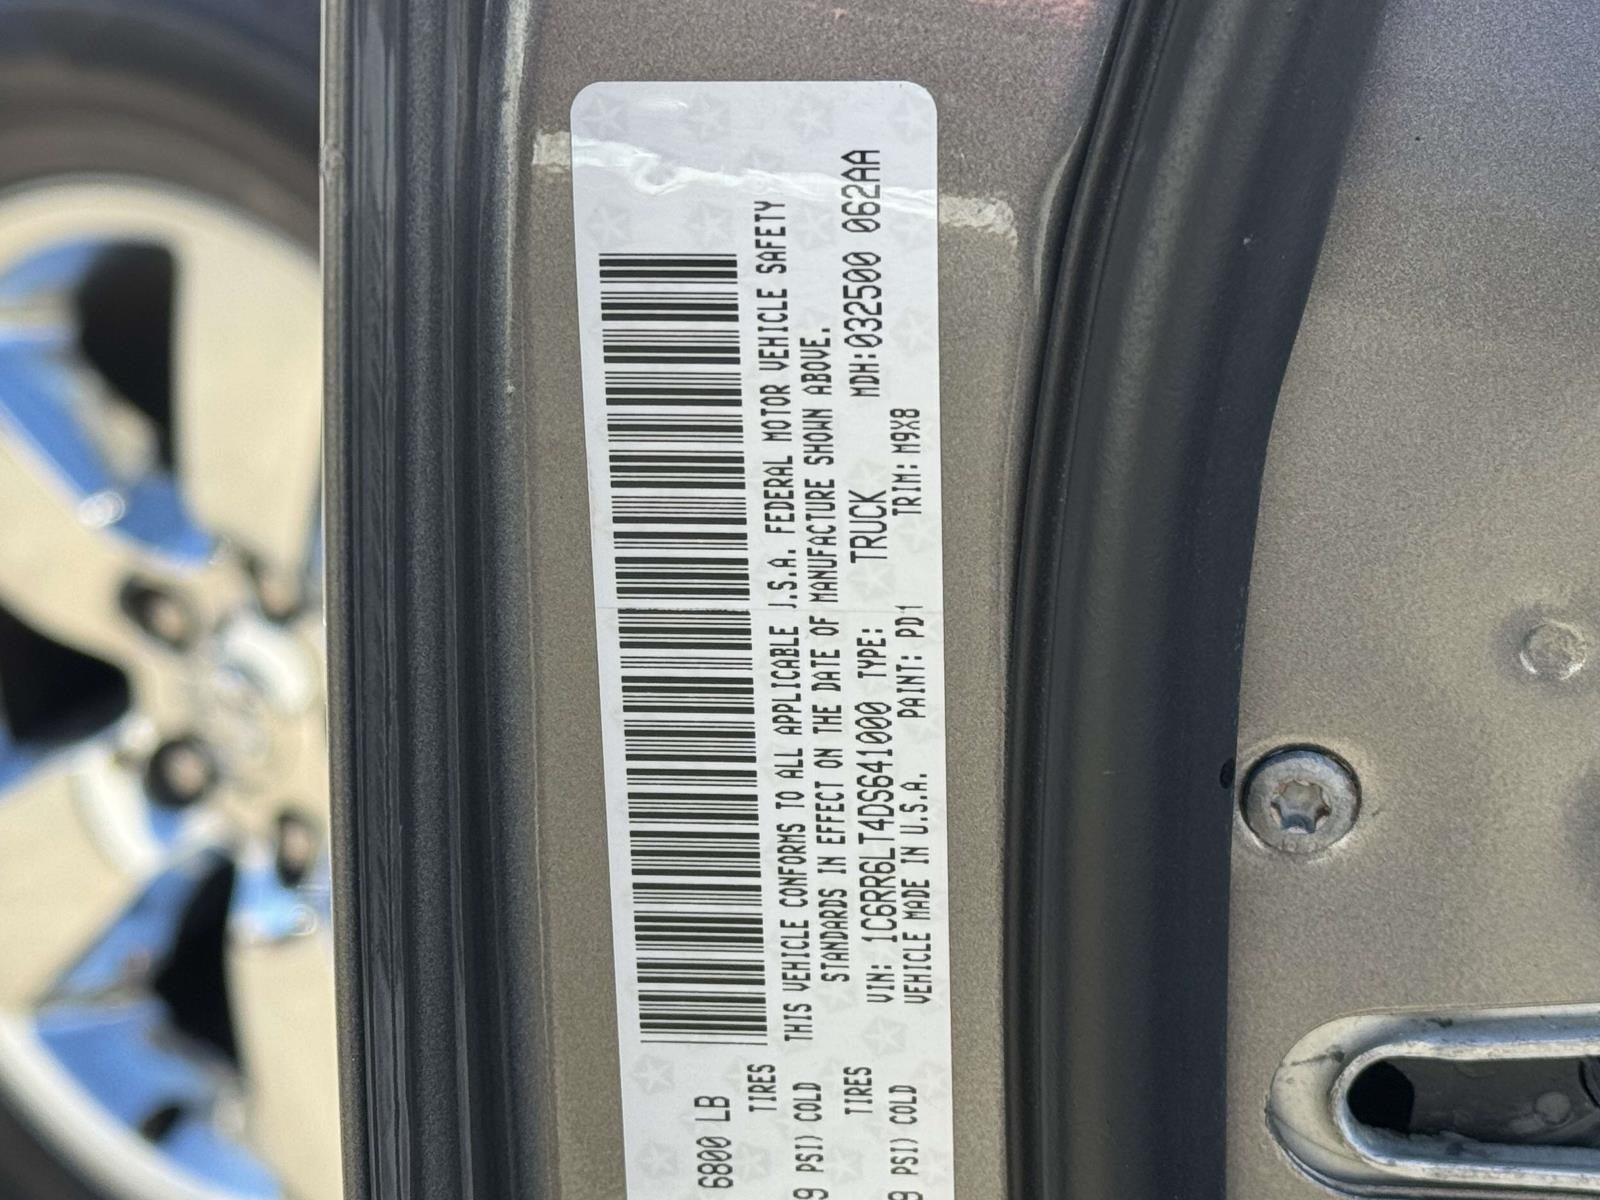 6800 LB
TIRES
THIS VEHICLE CONFORMS TO ALL APPLICABLE U.S.A. FEDERAL MOTOR VEHICLE SAFETY
9 PSI) COLD
STANDARDS IN EFFECT ON THE DATE OF MANUFACTURE SHOWN ABOVE.
TIRES
VIN: 1C6RR6LT4DS641000 TYPE: TRUCK MDH:032500 062AA
9 PSI) COLD
VEHICLE MADE IN U.S.A. PAINT: PD1 TRIM: M9X8